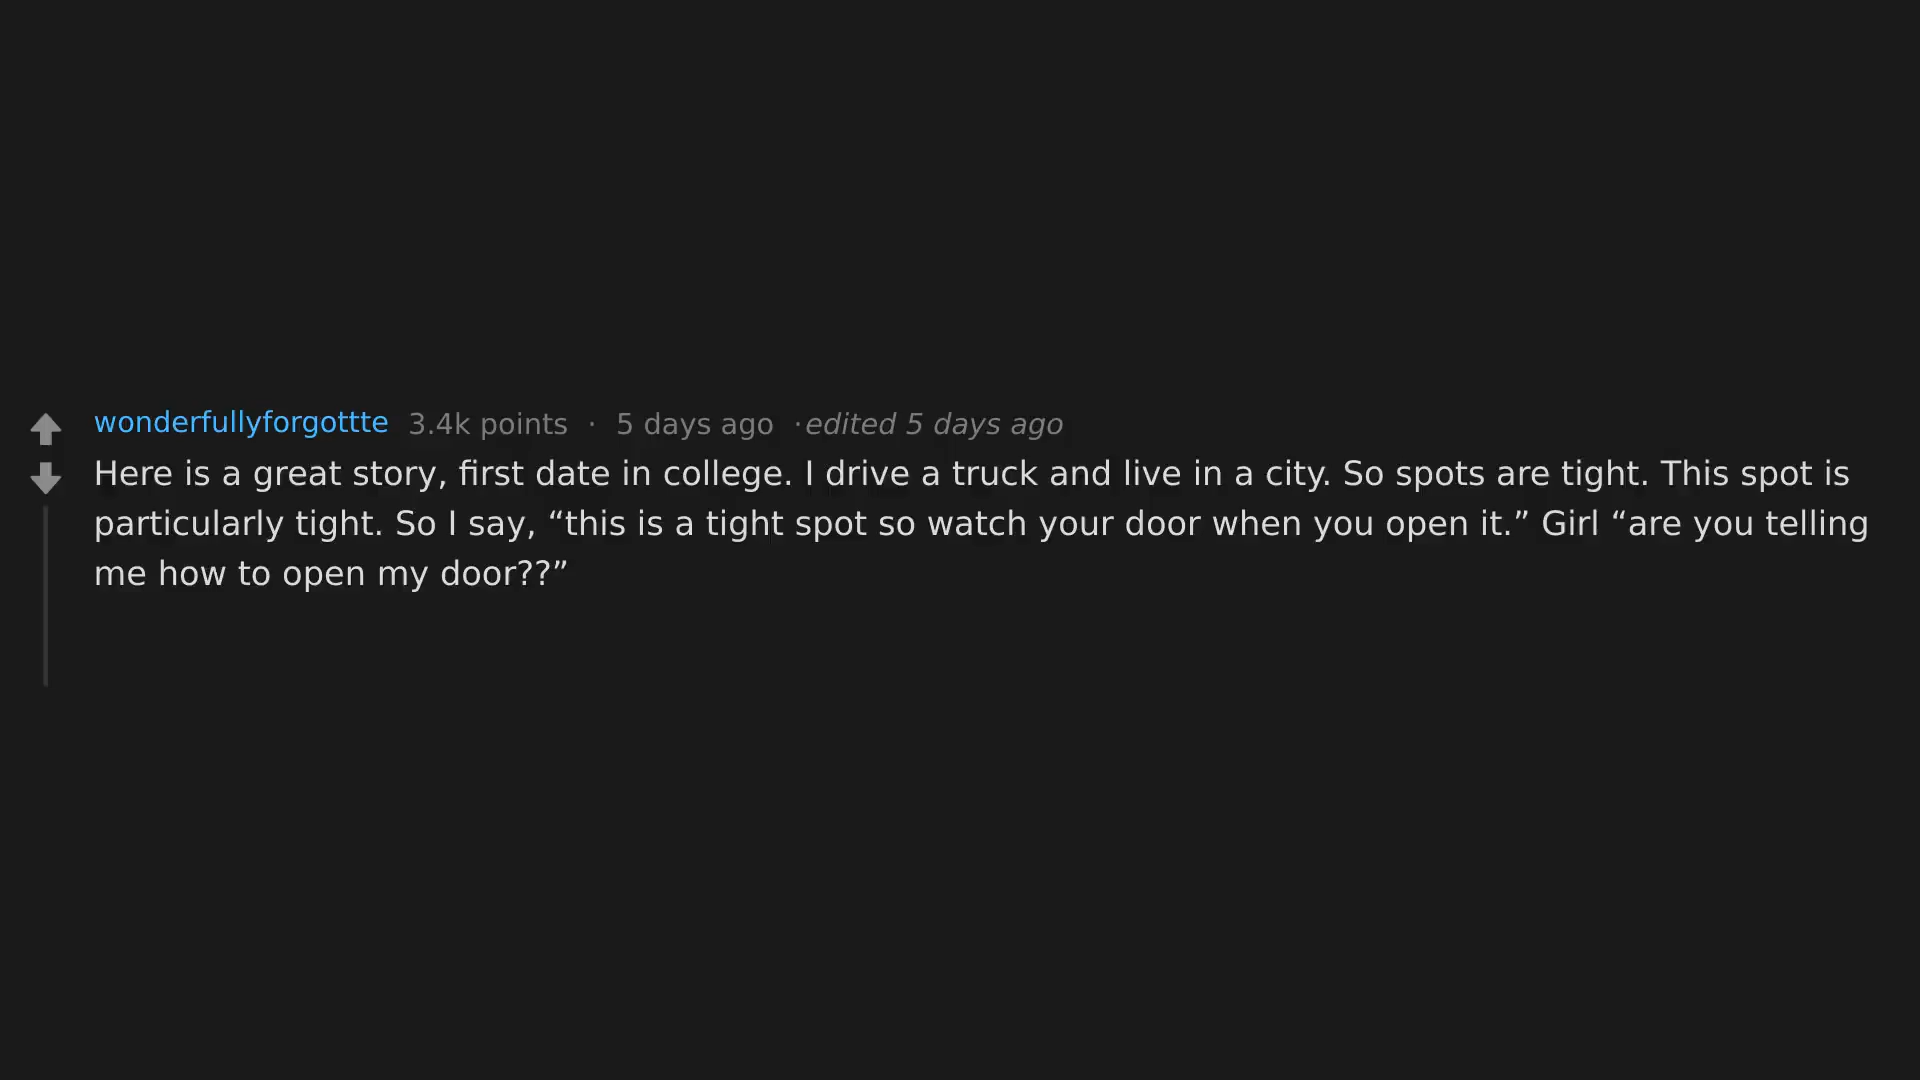 wonderfullyforgottte 3.4k points · 5 days ago ·edited 5 days ago
Here is a great story, first date in college. I drive a truck and live in a city. So spots are tight. This spot is
particularly tight. So I say, “this is a tight spot so watch your door when you open it.” Girl “are you telling
me how to open my door??”